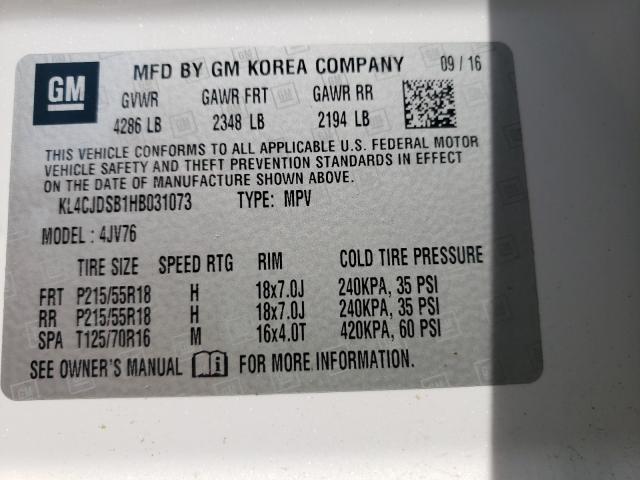 GM MFD BY GM KOREA COMPANY 09 / 16
GVWR GAWR FRT GAWR RR
4286 LB 2348 LB 2194 LB
THIS VEHICLE CONFORMS TO ALL APPLICABLE U.S. FEDERAL MOTOR
VEHICLE SAFETY AND THEFT PREVENTION STANDARDS IN EFFECT
ON THE DATE OF MANUFACTURE SHOWN ABOVE.
KL4CJDSB1HB031073 TYPE: MPV
MODEL : 4JV76
TIRE SIZE SPEED RTG RIM COLD TIRE PRESSURE
FRT P215/55R18 H 18x7.0J 240KPA, 35 PSI
RR P215/55R18 H 18x7.0J 240KPA, 35 PSI
SPA T125/70R16 M 16x4.0T 420KPA, 60 PSI
SEE OWNER'S MANUAL i FOR MORE INFORMATION.